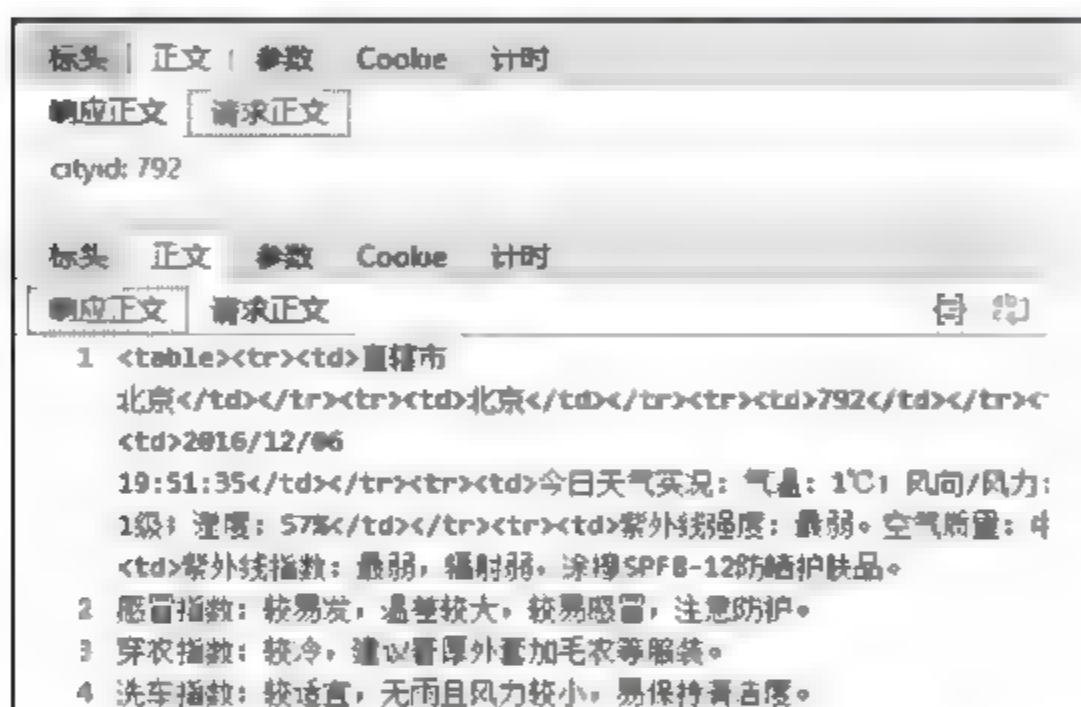 标头 正文 参数 Cookie 计时
响应正文 请求正文
cityid: 792
标头 正文 参数 Cookie 计时
响应正文 请求正文
1 <table><tr><td>直辖市
北京</td></tr><tr><td>北京</td></tr><tr><td>792</td></tr><
<td>2016/12/06
19:51:35</td></tr><tr><td>今日天气实况：气温：1℃；风向/风力：
1级；湿度：57%</td></tr><tr><td>紫外线强度：最弱。空气质量：
<td>紫外线指数：最弱，辐射弱，涂擦SPF8-12防晒护肤品。
2 感冒指数：较易发，温差较大，较易感冒，注意防护。
3 穿衣指数：较冷，建议着厚外套加毛衣等服装。
4 洗车指数：较适宜，无雨且风力较小，易保持清洁度。